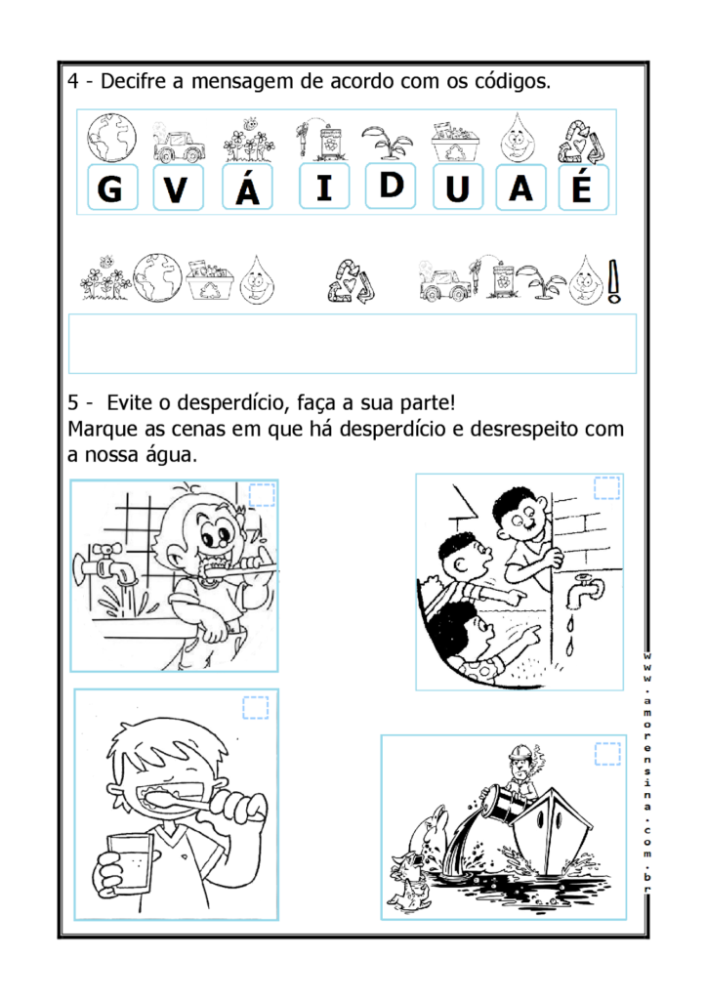 4 - Decifre a mensagem de acordo com os códigos.
G V Á I D U A É
!
5 - Evite o desperdício, faça a sua parte!
Marque as cenas em que há desperdício e desrespeito com
a nossa água.
www.amorensina.com.br